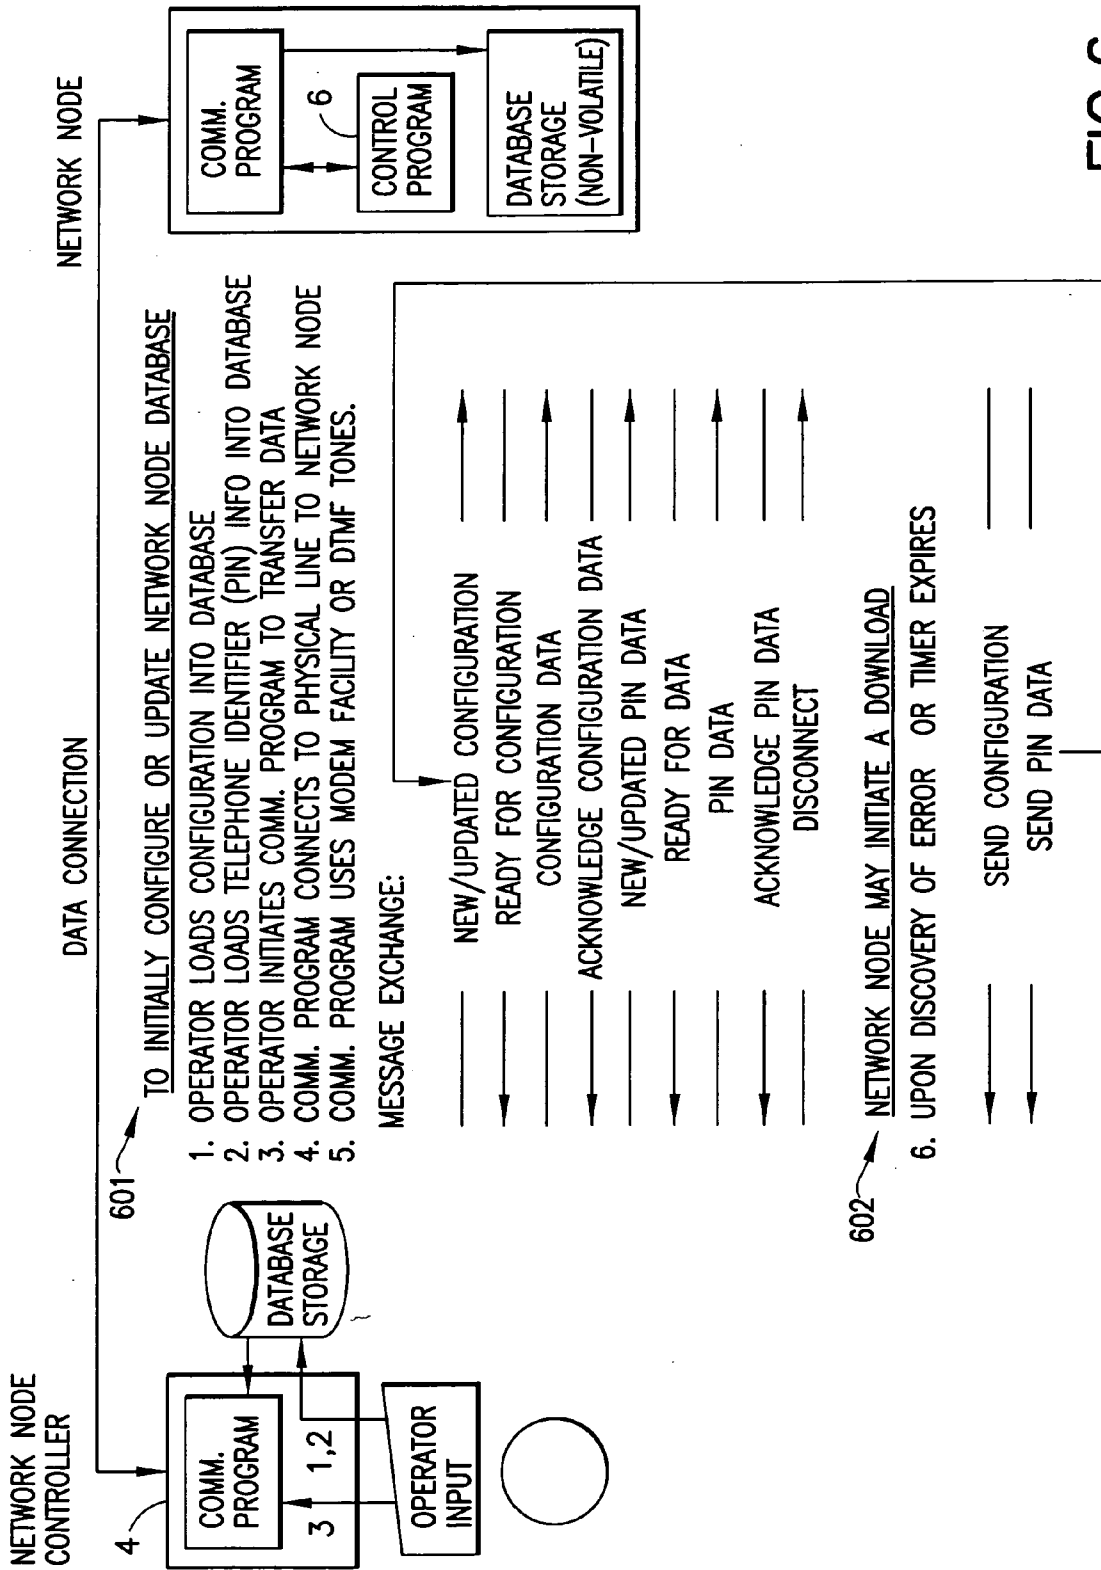 NETWORK NODE
CONTROLLER
4
COMM.
PROGRAM
3
1,2
OPERATOR
INPUT
DATABASE
STORAGE
DATA CONNECTION
NETWORK NODE
COMM.
PROGRAM
6
CONTROL
PROGRAM
DATABASE
STORAGE
(NON-VOLATILE)
601
TO INITIALLY CONFIGURE OR UPDATE NETWORK NODE DATABASE
1. OPERATOR LOADS CONFIGURATION INTO DATABASE
2. OPERATOR LOADS TELEPHONE IDENTIFIER (PIN) INFO INTO DATABASE
3. OPERATOR INITIATES COMM. PROGRAM TO TRANSFER DATA
4. COMM. PROGRAM CONNECTS TO PHYSICAL LINE TO NETWORK NODE
5. COMM. PROGRAM USES MODEM FACILITY OR DTMF TONES.
MESSAGE EXCHANGE:
NEW/UPDATED CONFIGURATION
READY FOR CONFIGURATION
CONFIGURATION DATA
ACKNOWLEDGE CONFIGURATION DATA
NEW/UPDATED PIN DATA
READY FOR DATA
PIN DATA
ACKNOWLEDGE PIN DATA
DISCONNECT
602
NETWORK NODE MAY INITIATE A DOWNLOAD
6. UPON DISCOVERY OF ERROR OR TIMER EXPIRES
SEND CONFIGURATION
SEND PIN DATA